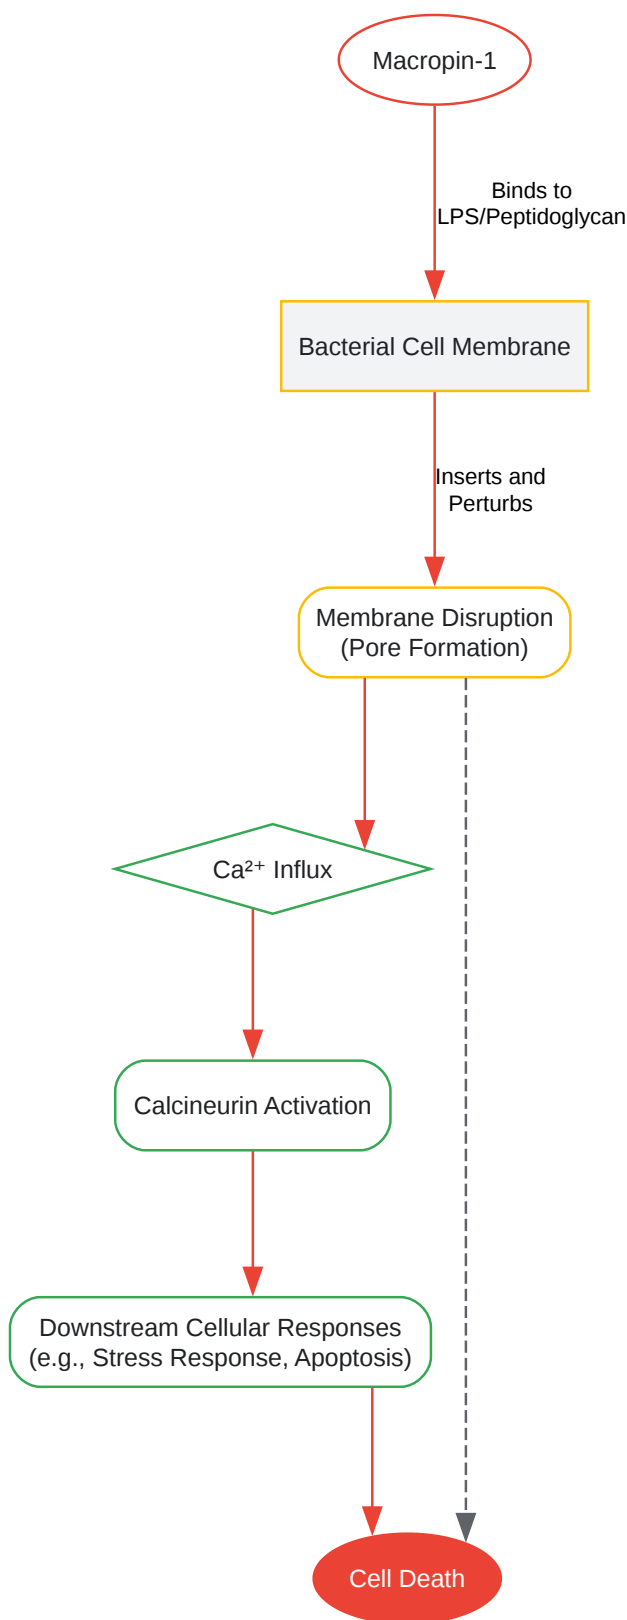 Macropin-1
Binds to
LPS/Peptidoglycan
Bacterial Cell Membrane
Inserts and
Perturbs
Membrane Disruption
(Pore Formation)
Ca²⁺ Influx
Calcineurin Activation
Downstream Cellular Responses
(e.g., Stress Response, Apoptosis)
Cell Death